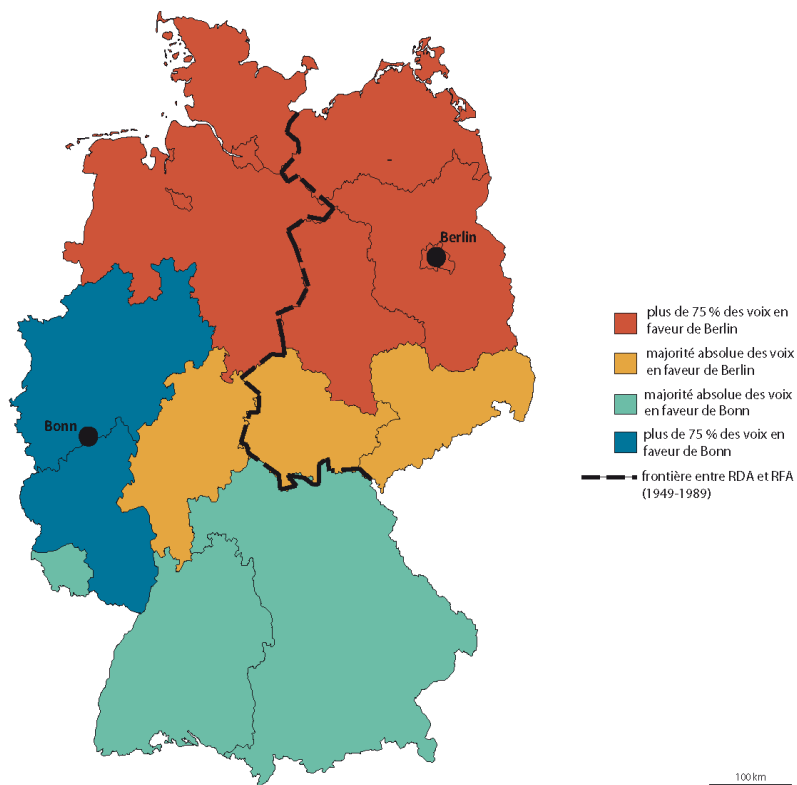 Berlin
Bonn
plus de 75 % des voix en
faveur de Berlin
majorité absolue des voix
en faveur de Berlin
majorité absolue des voix
en faveur de Bonn
plus de 75 % des voix en
faveur de Bonn
frontière entre RDA et RFA
(1949-1989)
100 km